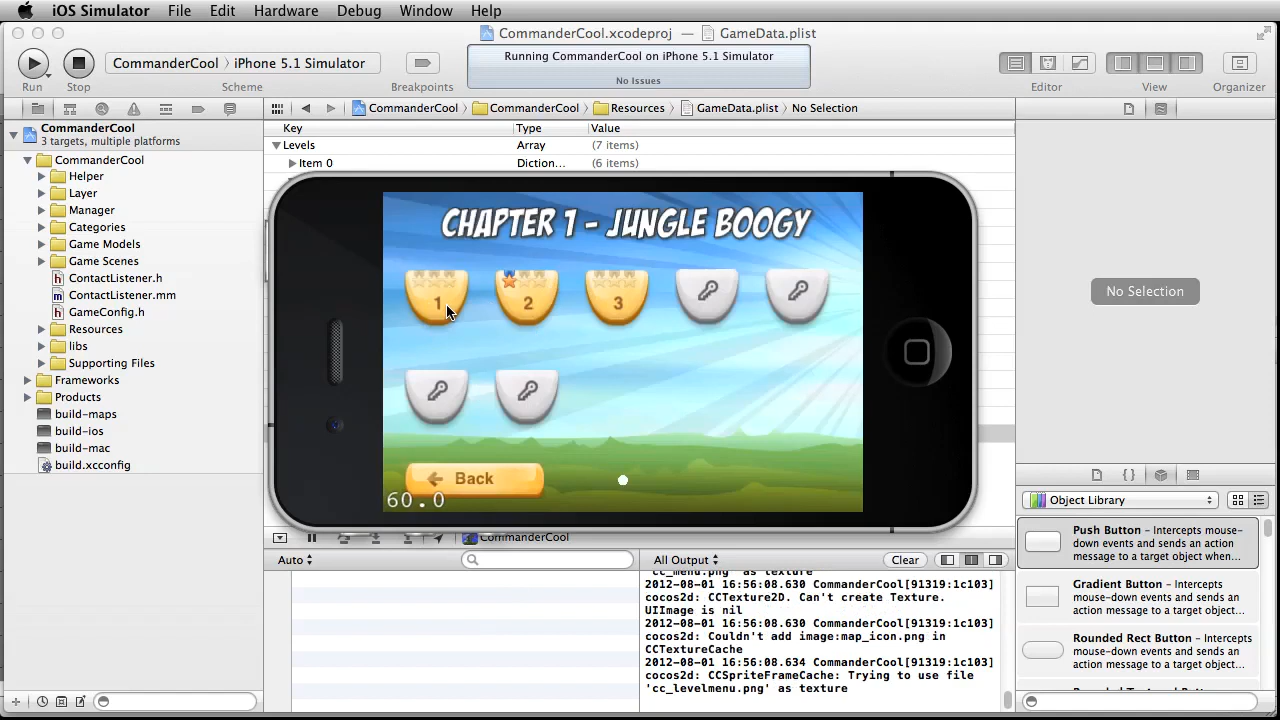 iOS Simulator File Edit Hardware Debug Window Help
CommanderCool.xcodeproj — GameData.plist
Running CommanderCool on iPhone 5.1 Simulator
No Issues
CommanderCool › iPhone 5.1 Simulator
Run Stop Scheme Breakpoints Editor View Organizer
CommanderCool CommanderCool Resources GameData.plist No Selection
CommanderCool
3 targets, multiple platforms
CommanderCool
Helper
Layer
Manager
Categories
Game Models
Game Scenes
ContactListener.h
ContactListener.mm
GameConfig.h
Resources
libs
Supporting Files
Frameworks
Products
build-maps
build-ios
build-mac
build.xcconfig
Key Type Value
Levels Array (7 items)
Item 0 Diction... (6 items)
CHAPTER 1 - JUNGLE BOOGY
1 2 3
Back
60.0
CommanderCool
Auto
All Output Clear
'cc_menu.png' as texture
2012-08-01 16:56:08.630 CommanderCool[91319:1c103]
cocos2d: CCTexture2D. Can't create Texture.
UIImage is nil
2012-08-01 16:56:08.630 CommanderCool[91319:1c103]
cocos2d: Couldn't add image:map_icon.png in
CCTextureCache
2012-08-01 16:56:08.634 CommanderCool[91319:1c103]
cocos2d: CCSpriteFrameCache: Trying to use file
'cc_levelmenu.png' as texture
No Selection
Object Library
Push Button – Intercepts mouse-
down events and sends an action
message to a target object when...
Gradient Button – Intercepts
mouse-down events and sends an
action message to a target object...
Rounded Rect Button – Intercepts
mouse-down events and sends an
action message to a target object...